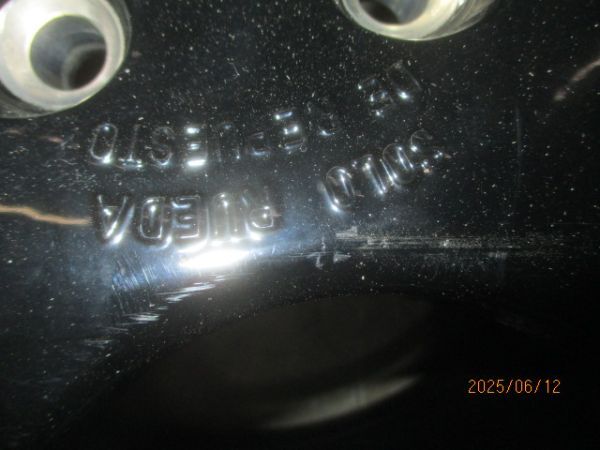 SOLO RUEDA
DE REPUESTO
2025/06/12